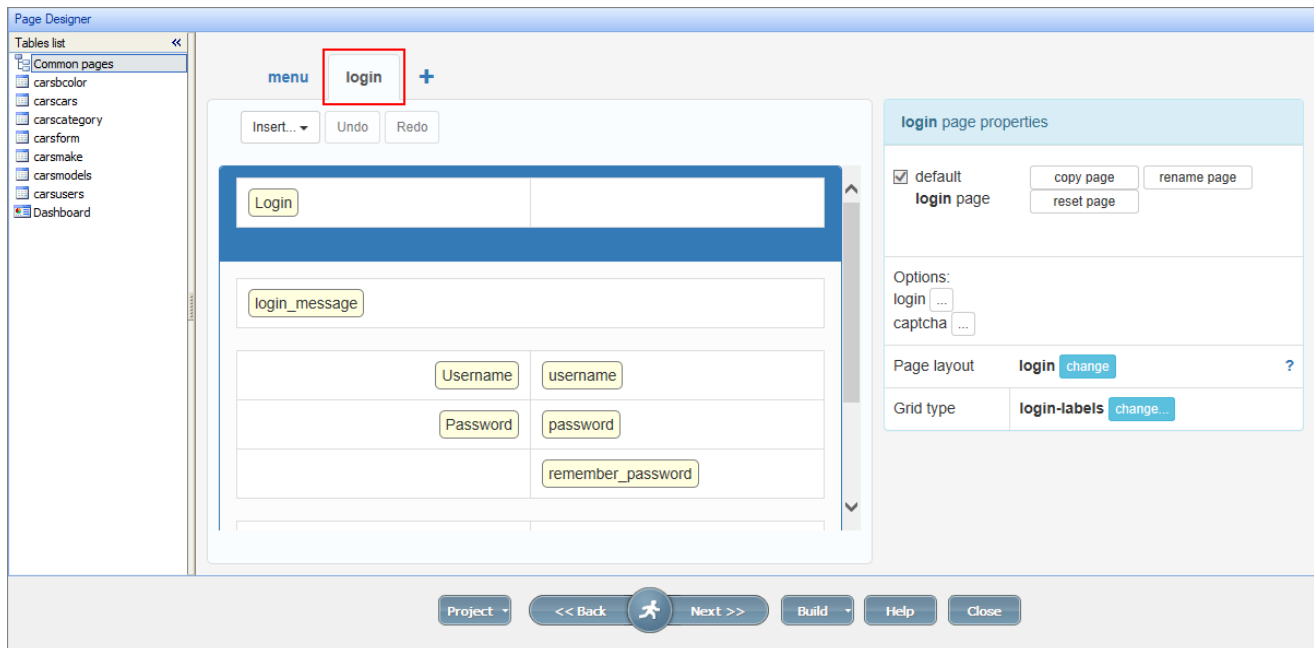 Page Designer
Tables list «
Common pages
carsbcolor
carscars
carscategory
carsform
carsmake
carsmodels
carsusers
Dashboard
menu login +
Insert... Undo Redo
Login
login_message
Username username
Password password
remember_password
login page properties
default login page
copy page rename page
reset page
Options:
login ...
captcha ...
Page layout login change ?
Grid type login-labels change...
Project << Back Next >> Build Help Close